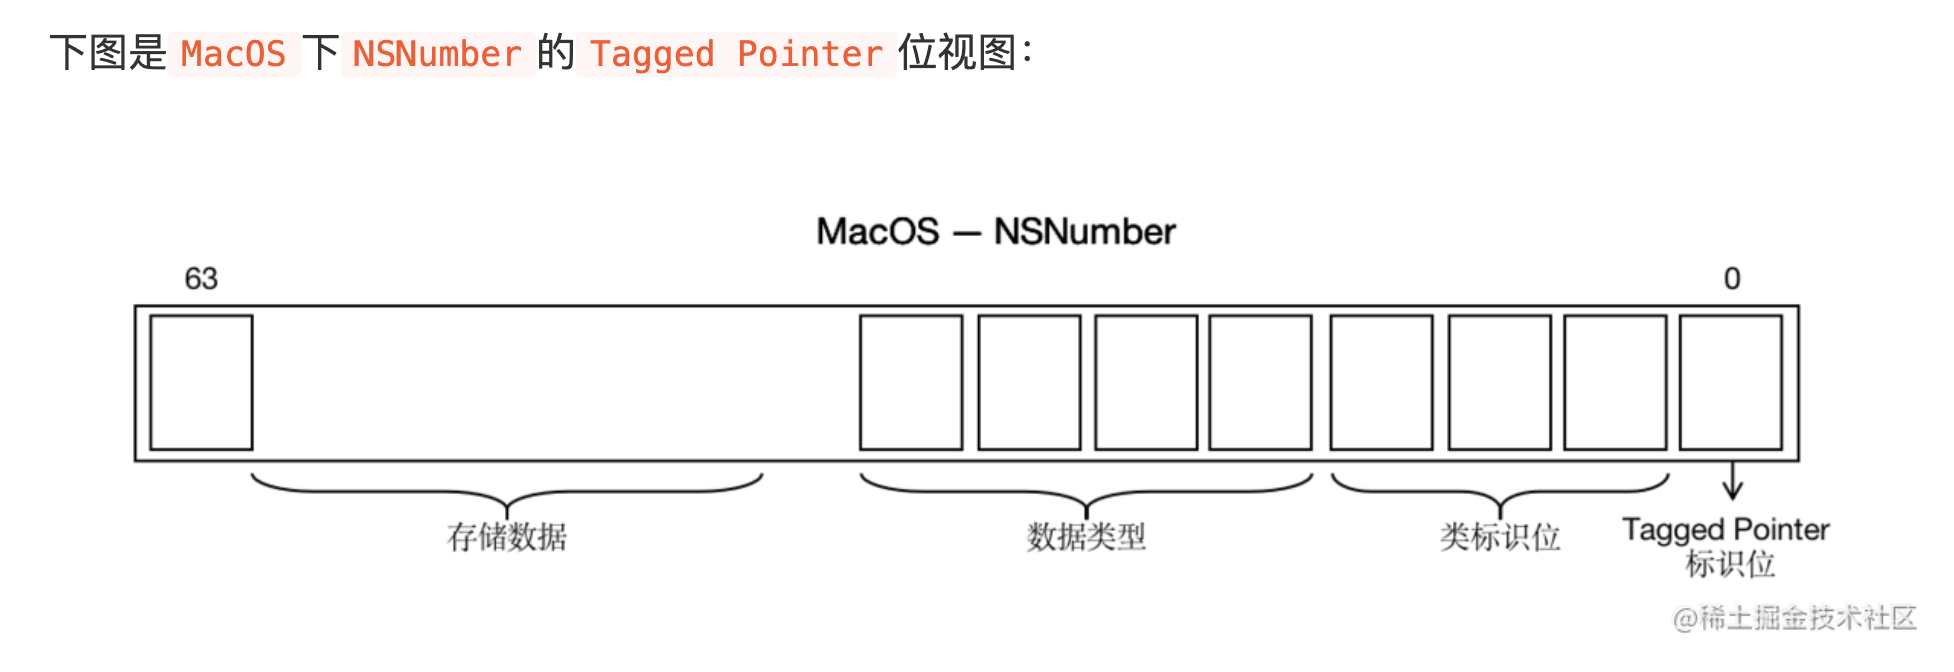 下图是 MacOS 下 NSNumber 的 Tagged Pointer 位视图：
MacOS — NSNumber
63 0
存储数据 数据类型 类标识位 Tagged Pointer
标识位
@稀土掘金技术社区